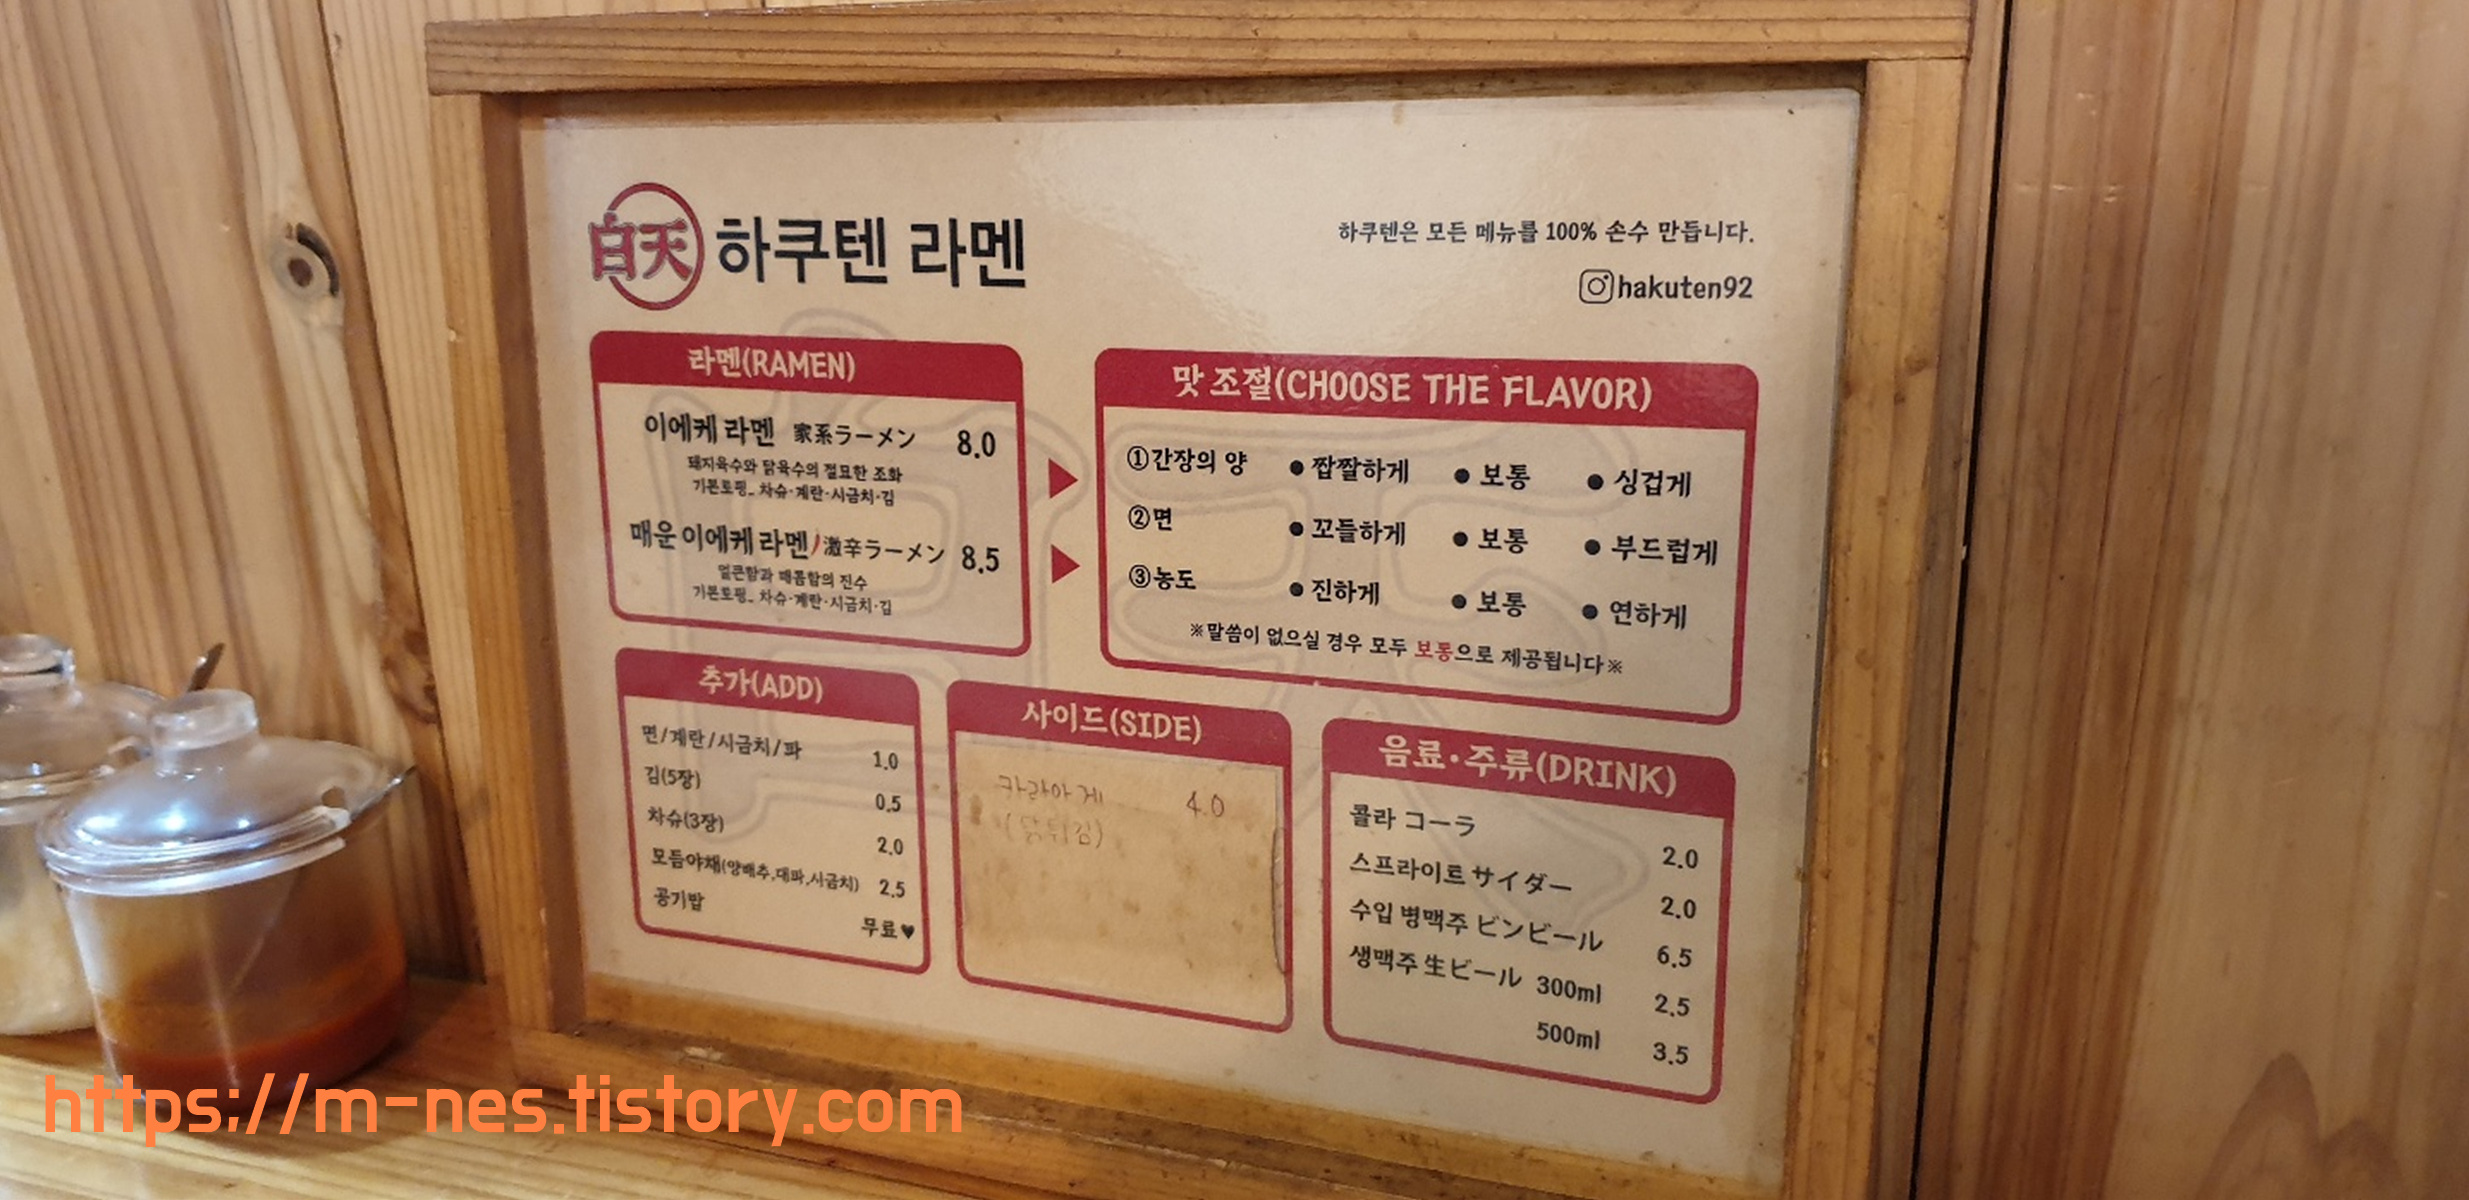 白天 하쿠텐 라멘
하쿠텐은 모든 메뉴를 100% 손수 만듭니다.
hakuten92
라멘(RAMEN)
이에케 라멘 家系ラーメン 8.0
돼지육수와 닭육수의 절묘한 조화
기본토핑_ 차슈·계란·시금치·김
매운 이에케 라멘 激辛ラーメン 8.5
얼큰함과 매콤함의 진수
기본토핑_ 차슈·계란·시금치·김
맛 조절(CHOOSE THE FLAVOR)
①간장의 양 ● 짭짤하게 ● 보통 ● 싱겁게
②면 ● 꼬들하게 ● 보통 ● 부드럽게
③농도 ● 진하게 ● 보통 ● 연하게
※말씀이 없으실 경우 모두 보통으로 제공됩니다※
추가(ADD)
면/계란/시금치/파 1.0
김(5장) 0.5
차슈(3장) 2.0
모듬야채(양배추,대파,시금치) 2.5
공기밥 무료♥
사이드(SIDE)
카라아게 4.0
(닭튀김)
음료·주류(DRINK)
콜라 コーラ 2.0
스프라이트 サイダー 2.0
수입 병맥주 ビンビール 6.5
생맥주 生ビール 300ml 2.5
500ml 3.5
https://m-nes.tistory.com